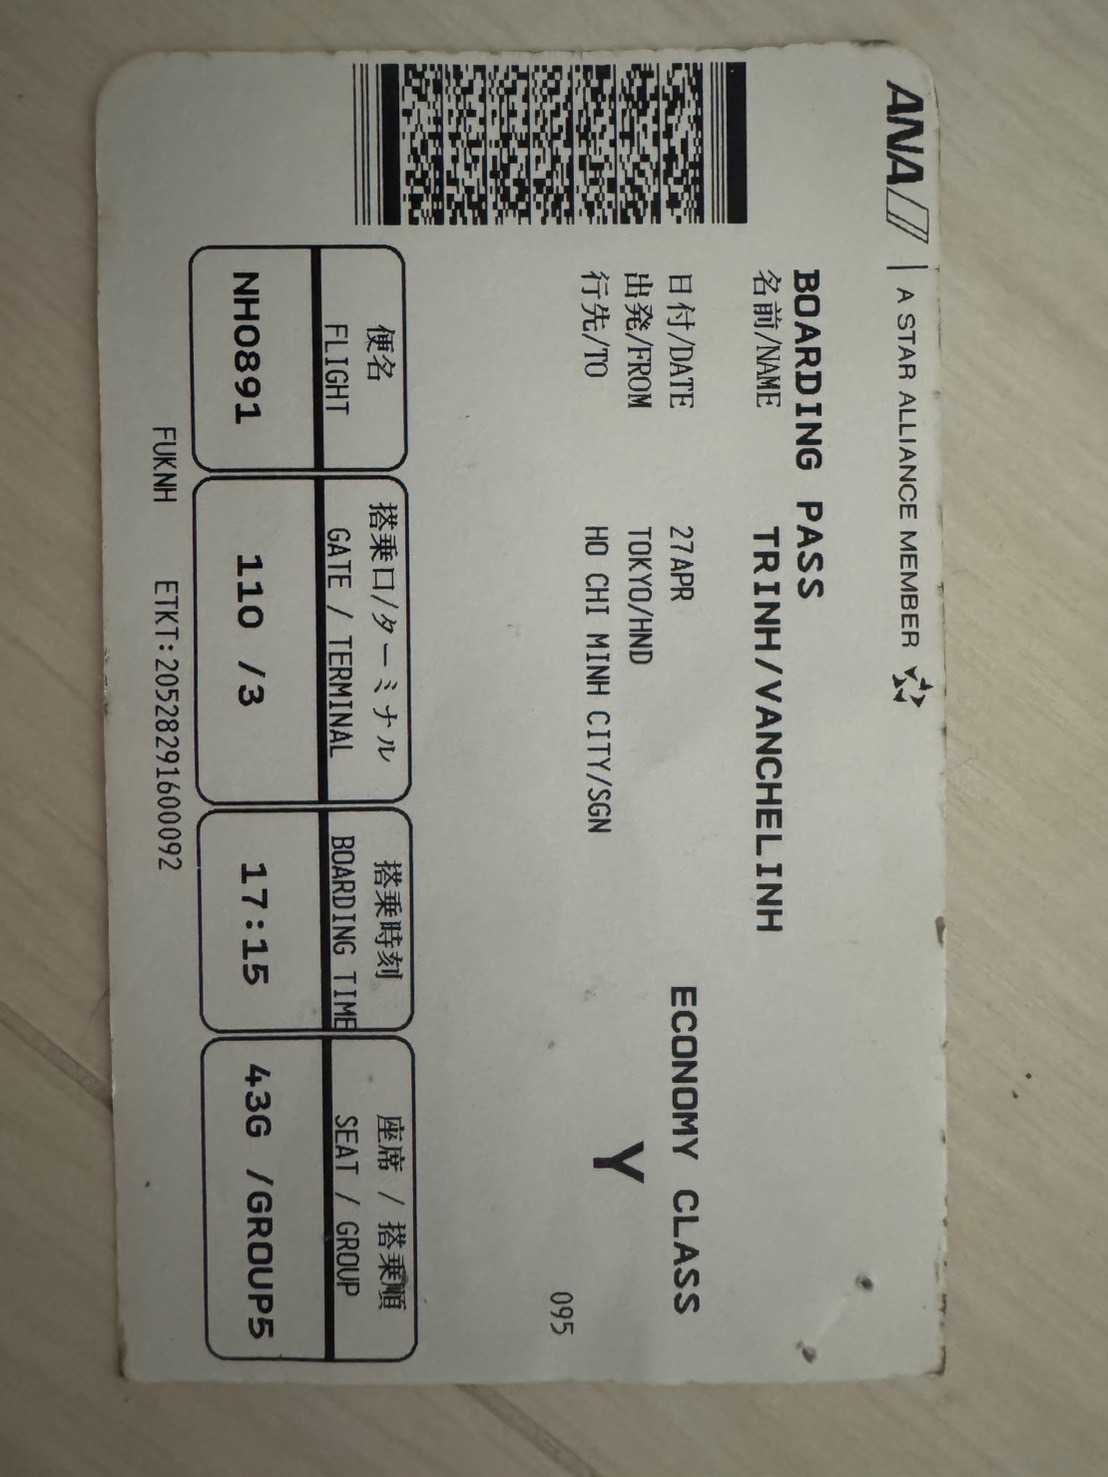 ANA
A STAR ALLIANCE MEMBER
BOARDING PASS
名前/NAME TRINH/VANCHELINH
日付/DATE 27APR ECONOMY CLASS
出発/FROM TOKYO/HND Y
行先/TO HO CHI MINH CITY/SGN
095
便名 搭乗口/ターミナル 搭乗時刻 座席 / 搭乗順
FLIGHT GATE / TERMINAL BOARDING TIME SEAT / GROUP
NH0891 110 /3 17:15 43G /GROUP5
FUKNH ETKT:2052829160092